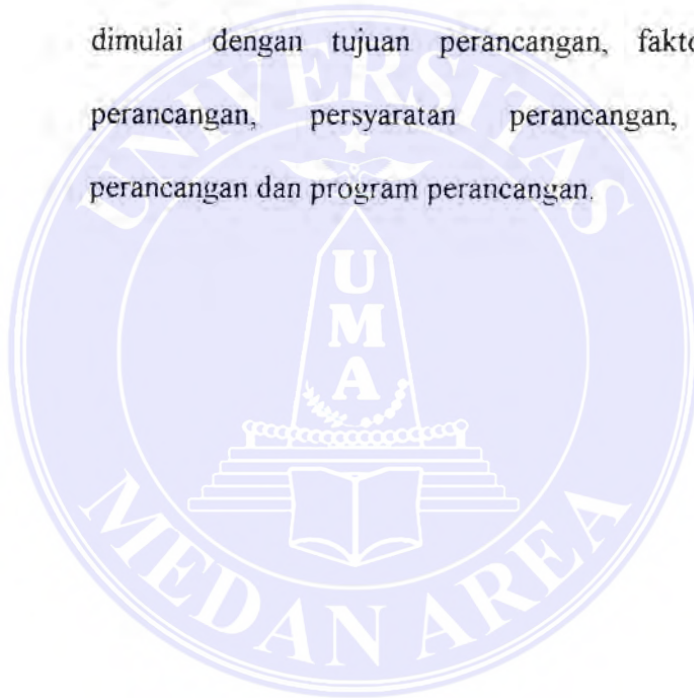 dimulai dengan tujuan perancangan,
perancangan, persyaratan perancangan,
perancangan dan program perancangan.
UNIVERSITAS
UMA
MEDAN AREA